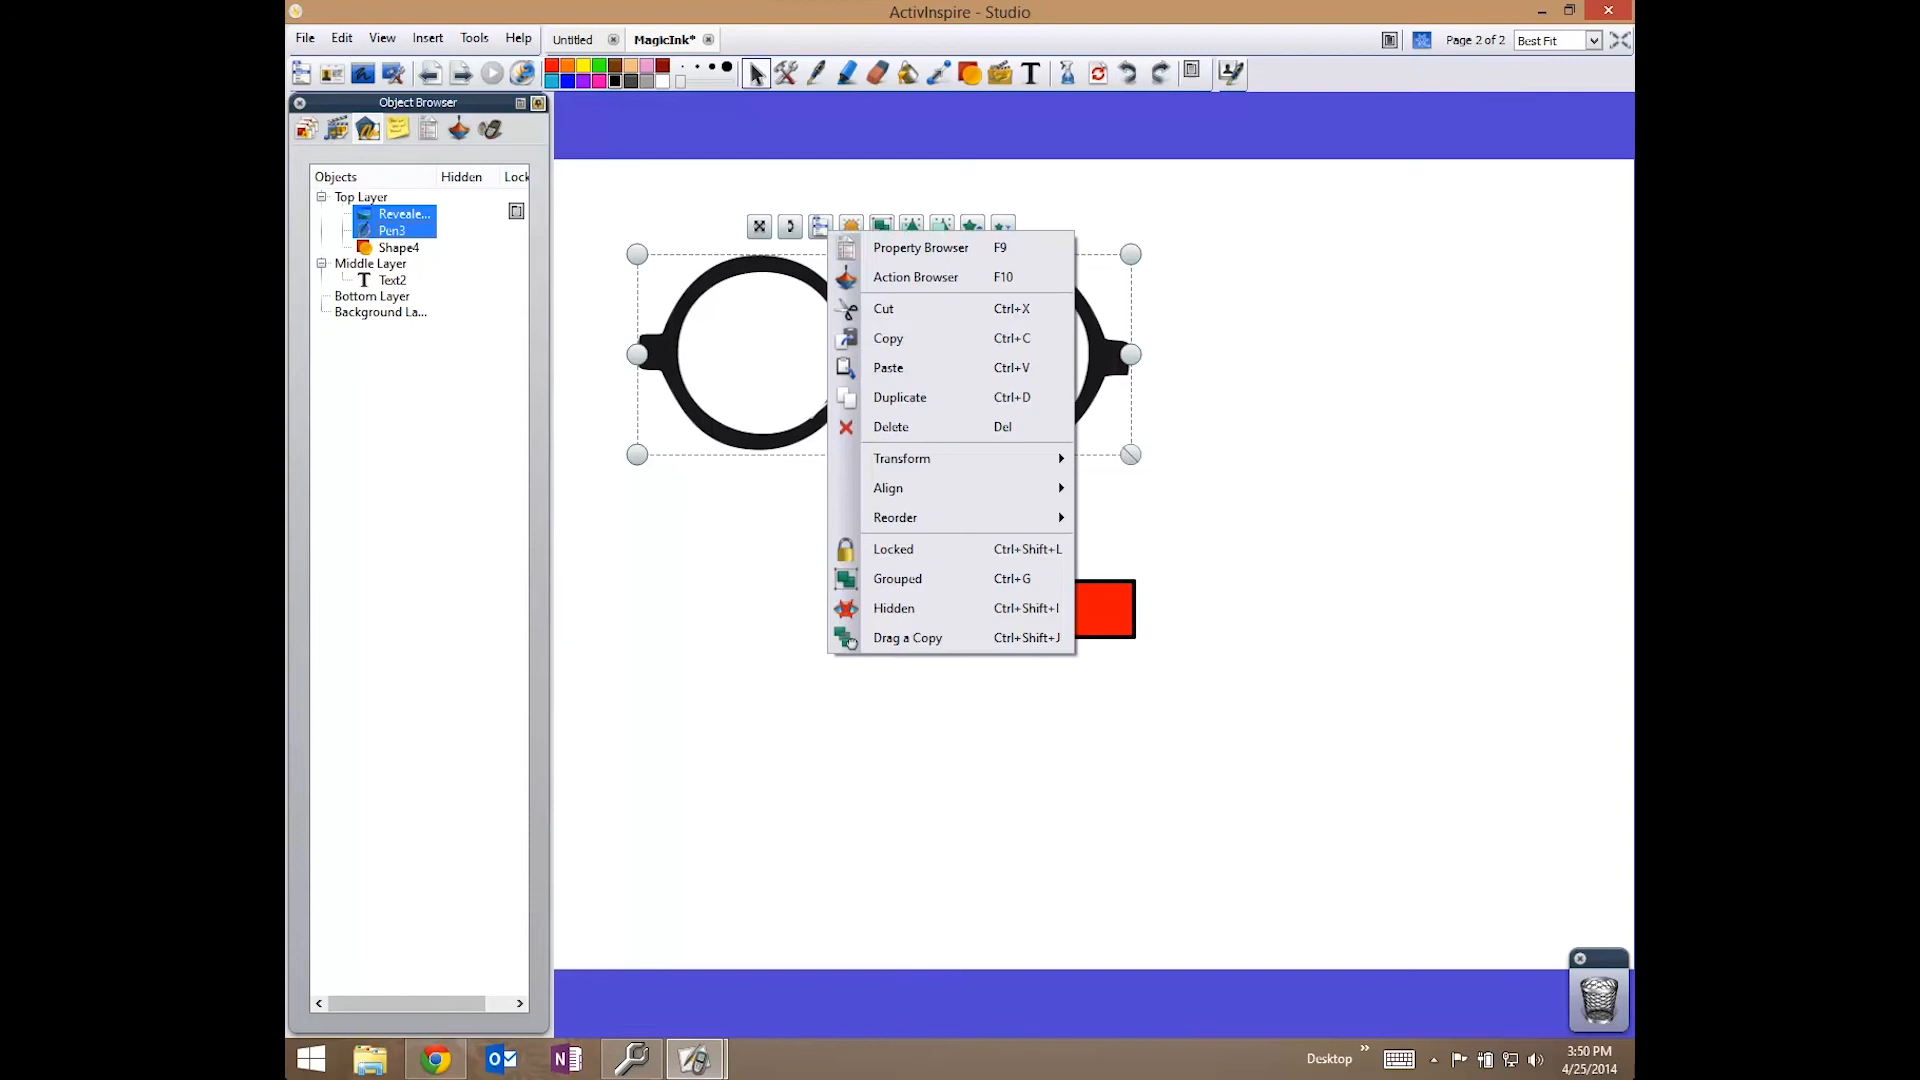 ActivInspire - Studio
File Edit View Insert Tools Help Untitled MagicInk* Page 2 of 2 Best Fit
Object Browser
Objects Hidden Lock
Top Layer
Reveale...
Pen3
Shape4
Middle Layer
Text2
Bottom Layer
Background La...
Property Browser F9
Action Browser F10
Cut Ctrl+X
Copy Ctrl+C
Paste Ctrl+V
Duplicate Ctrl+D
Delete Del
Transform
Align
Reorder
Locked Ctrl+Shift+L
Grouped Ctrl+G
Hidden Ctrl+Shift+I
Drag a Copy Ctrl+Shift+J
Desktop
3:50 PM
4/25/2014